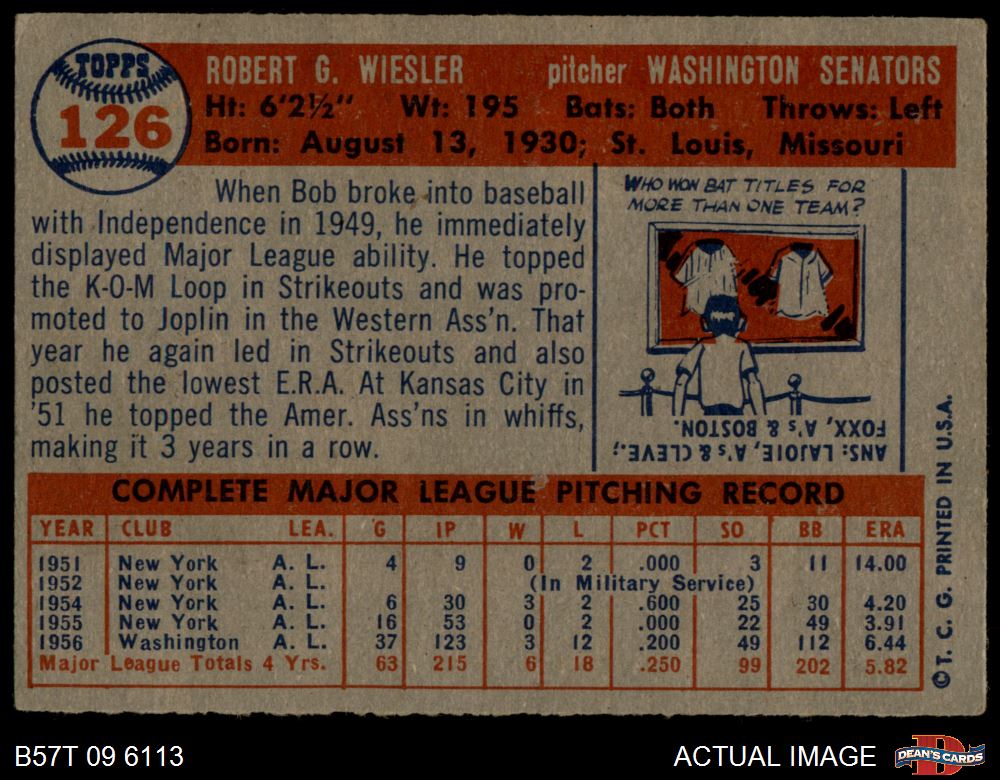 TOPPS
126
ROBERT G. WIESLER pitcher WASHINGTON SENATORS
Ht: 6'2½" Wt: 195 Bats: Both Throws: Left
Born: August 13, 1930; St. Louis, Missouri
When Bob broke into baseball
with Independence in 1949, he immediately
displayed Major League ability. He topped
the K-O-M Loop in Strikeouts and was pro-
moted to Joplin in the Western Ass'n. That
year he again led in Strikeouts and also
posted the lowest E.R.A. At Kansas City in
'51 he topped the Amer. Ass'ns in whiffs,
making it 3 years in a row.
WHO WON BAT TITLES FOR
MORE THAN ONE TEAM?
ANS: LAJOIE, A's & CLEVE.,;
FOXX, A's & BOSTON.
COMPLETE MAJOR LEAGUE PITCHING RECORD
YEAR CLUB LEA. G IP W L PCT SO BB ERA
1951 New York A. L. 4 9 0 2 .000 3 11 14.00
1952 New York A. L. (In Military Service)
1954 New York A. L. 6 30 3 2 .600 25 30 4.20
1955 New York A. L. 16 53 0 2 .000 22 49 3.91
1956 Washington A. L. 37 123 3 12 .200 49 112 6.44
Major League Totals 4 Yrs. 63 215 6 18 .250 99 202 5.82
© T. C. G. PRINTED IN U.S.A.
B57T 09 6113
ACTUAL IMAGE
DEAN'S CARDS